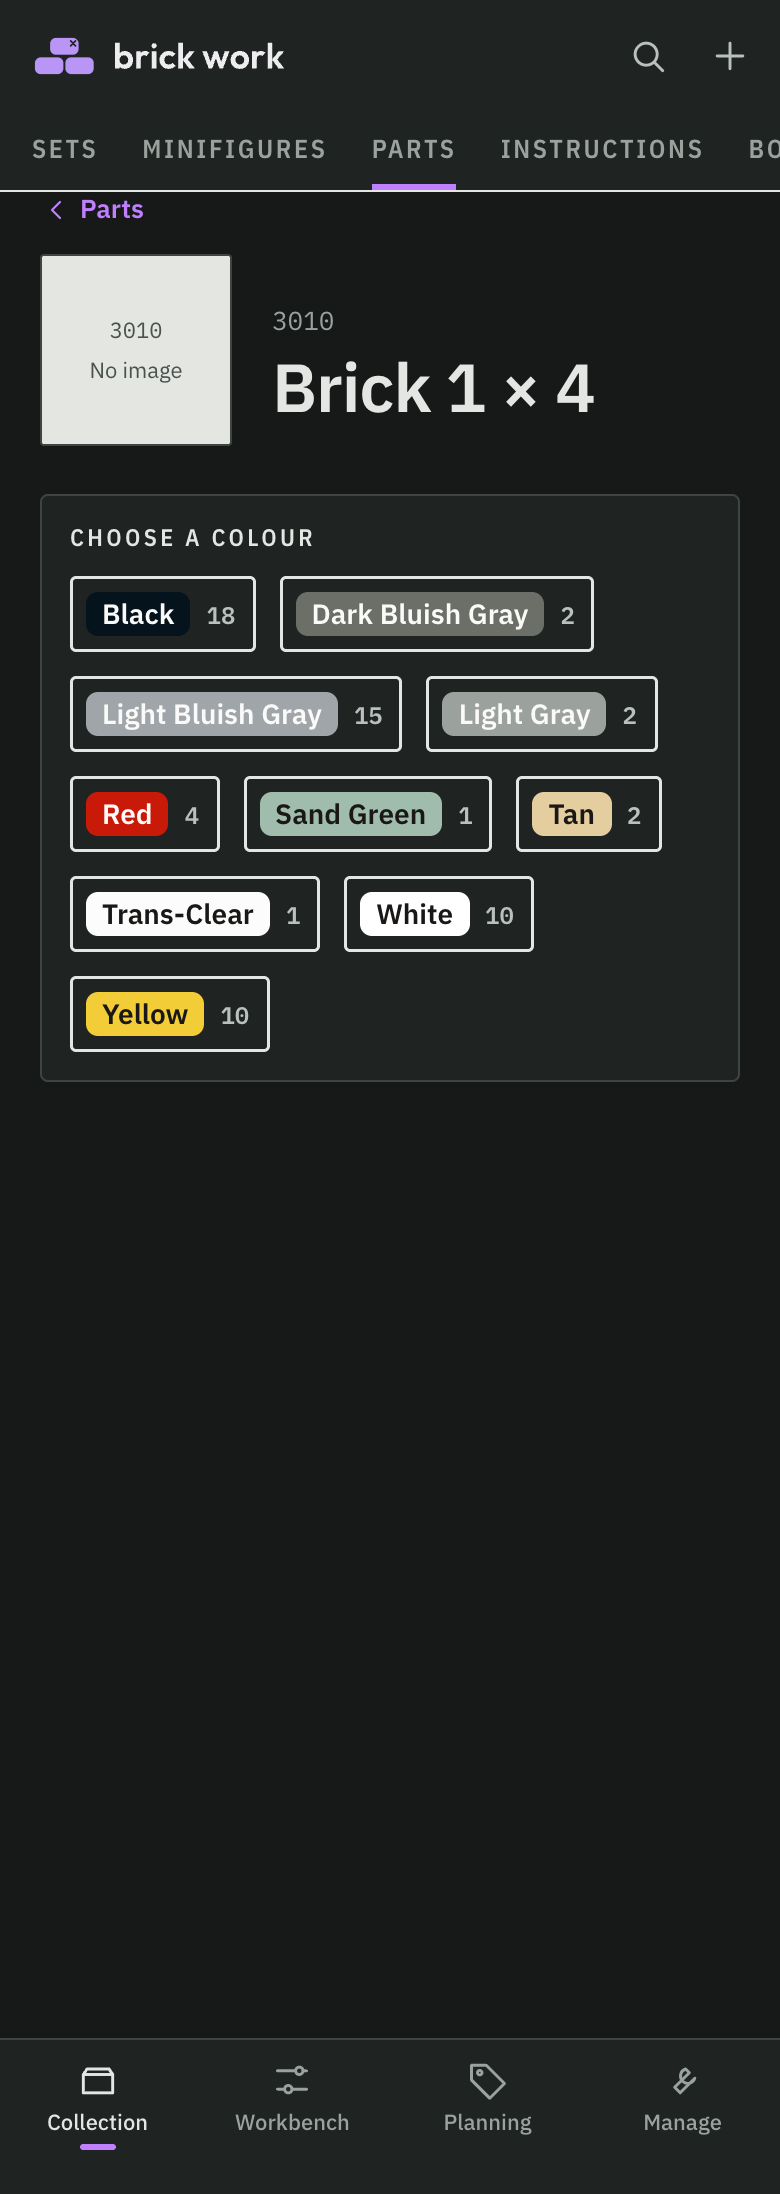 brick work
SETS MINIFIGURES PARTS INSTRUCTIONS BO
Parts
3010
No image
3010
Brick 1 × 4
CHOOSE A COLOUR
Black 18 Dark Bluish Gray 2
Light Bluish Gray 15 Light Gray 2
Red 4 Sand Green 1 Tan 2
Trans-Clear 1 White 10
Yellow 10
Collection Workbench Planning Manage